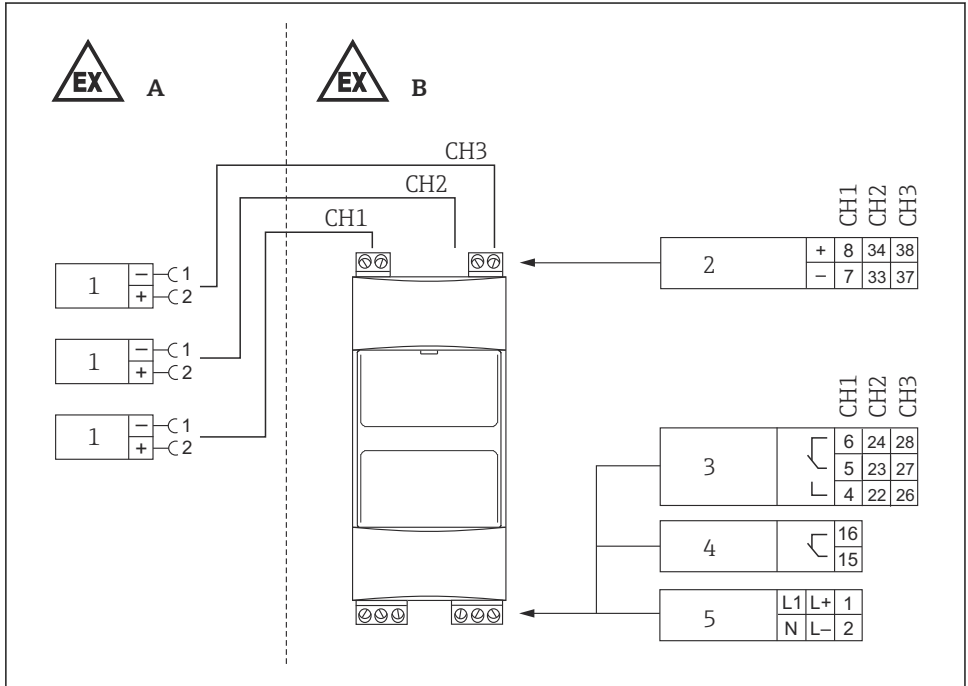 EX A
EX B
CH3
CH2
CH1
1 − 1
+ 2
1 − 1
+ 2
1 − 1
+ 2
CH1 CH2 CH3
2 + 8 34 38
− 7 33 37
CH1 CH2 CH3
3 6 24 28
5 23 27
4 22 26
4 16
15
5 L1 L+ 1
N L− 2